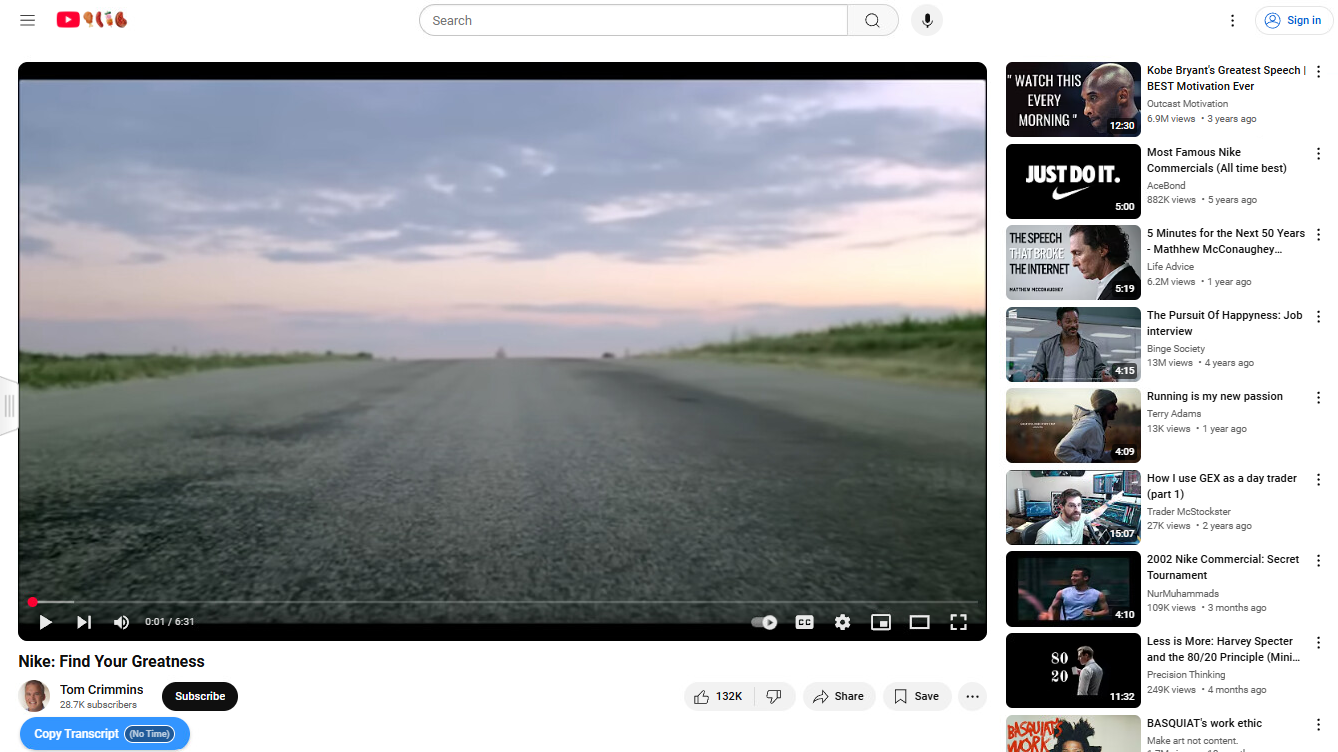 Search
Sign in
0:01 / 6:31
CC
Nike: Find Your Greatness
Tom Crimmins
28.7K subscribers
Subscribe
132K
Share
Save
Copy Transcript (No Time)
" WATCH THIS
EVERY
MORNING "
12:30
Kobe Bryant's Greatest Speech |
BEST Motivation Ever
Outcast Motivation
6.9M views • 3 years ago
JUST DO IT.
5:00
Most Famous Nike
Commercials (All time best)
AceBond
882K views • 5 years ago
THE SPEECH
THAT BROKE
THE INTERNET
MATTHEW MCCONAUGHEY
5:19
5 Minutes for the Next 50 Years
- Mathhew McConaughey...
Life Advice
6.2M views • 1 year ago
4:15
The Pursuit Of Happyness: Job
interview
Binge Society
13M views • 4 years ago
4:09
Running is my new passion
Terry Adams
13K views • 1 year ago
15:07
How I use GEX as a day trader
(part 1)
Trader McStockster
27K views • 2 years ago
4:10
2002 Nike Commercial: Secret
Tournament
NurMuhammads
109K views • 3 months ago
80
20
11:32
Less is More: Harvey Specter
and the 80/20 Principle (Mini...
Precision Thinking
249K views • 4 months ago
BASQUIAT'S
WORK
BASQUIAT's work ethic
Make art not content.